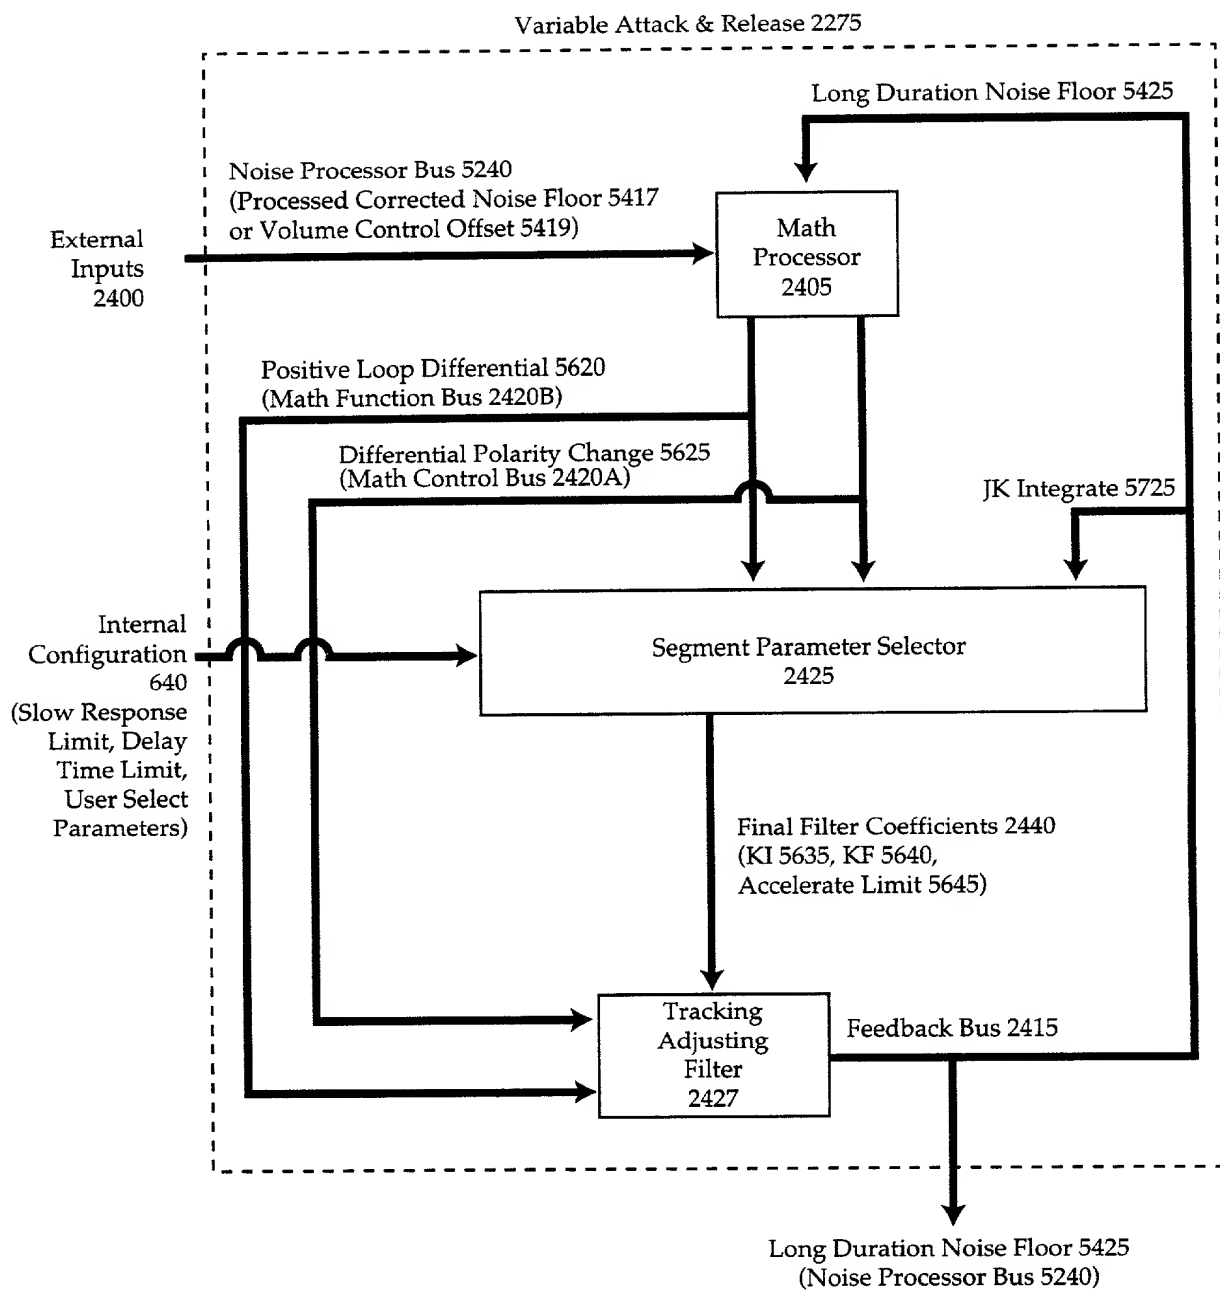 Variable Attack & Release 2275
Long Duration Noise Floor 5425
Noise Processor Bus 5240
(Processed Corrected Noise Floor 5417
or Volume Control Offset 5419)
External
Inputs
2400
Math
Processor
2405
Positive Loop Differential 5620
(Math Function Bus 2420B)
Differential Polarity Change 5625
(Math Control Bus 2420A)
JK Integrate 5725
Internal
Configuration
640
(Slow Response
Limit, Delay
Time Limit,
User Select
Parameters)
Segment Parameter Selector
2425
Final Filter Coefficients 2440
(KI 5635, KF 5640,
Accelerate Limit 5645)
Tracking
Adjusting
Filter
2427
Feedback Bus 2415
Long Duration Noise Floor 5425
(Noise Processor Bus 5240)